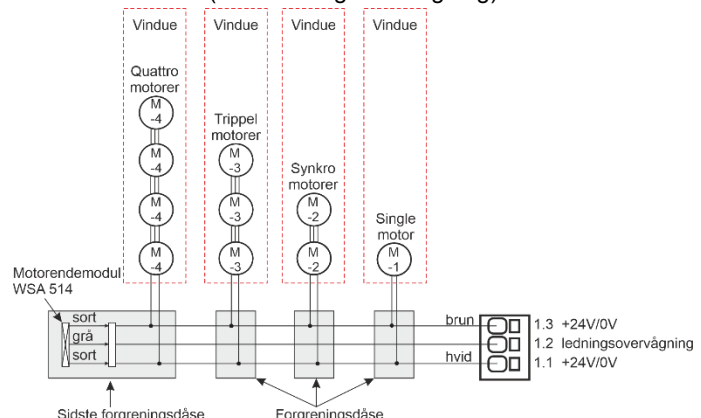 Vindue
Vindue
Vindue
Vindue
Quattro
motorer
M
-4
M
-4
M
-4
M
-4
Trippel
motorer
M
-3
M
-3
M
-3
Synkro
motorer
M
-2
M
-2
Single
motor
M
-1
Motorendemodul
WSA 514
sort
grå
sort
brun
hvid
1.3 +24V/0V
1.2 ledningsovervågning
1.1 +24V/0V
Sidste forgreningsdåse
Forgreningsdåse